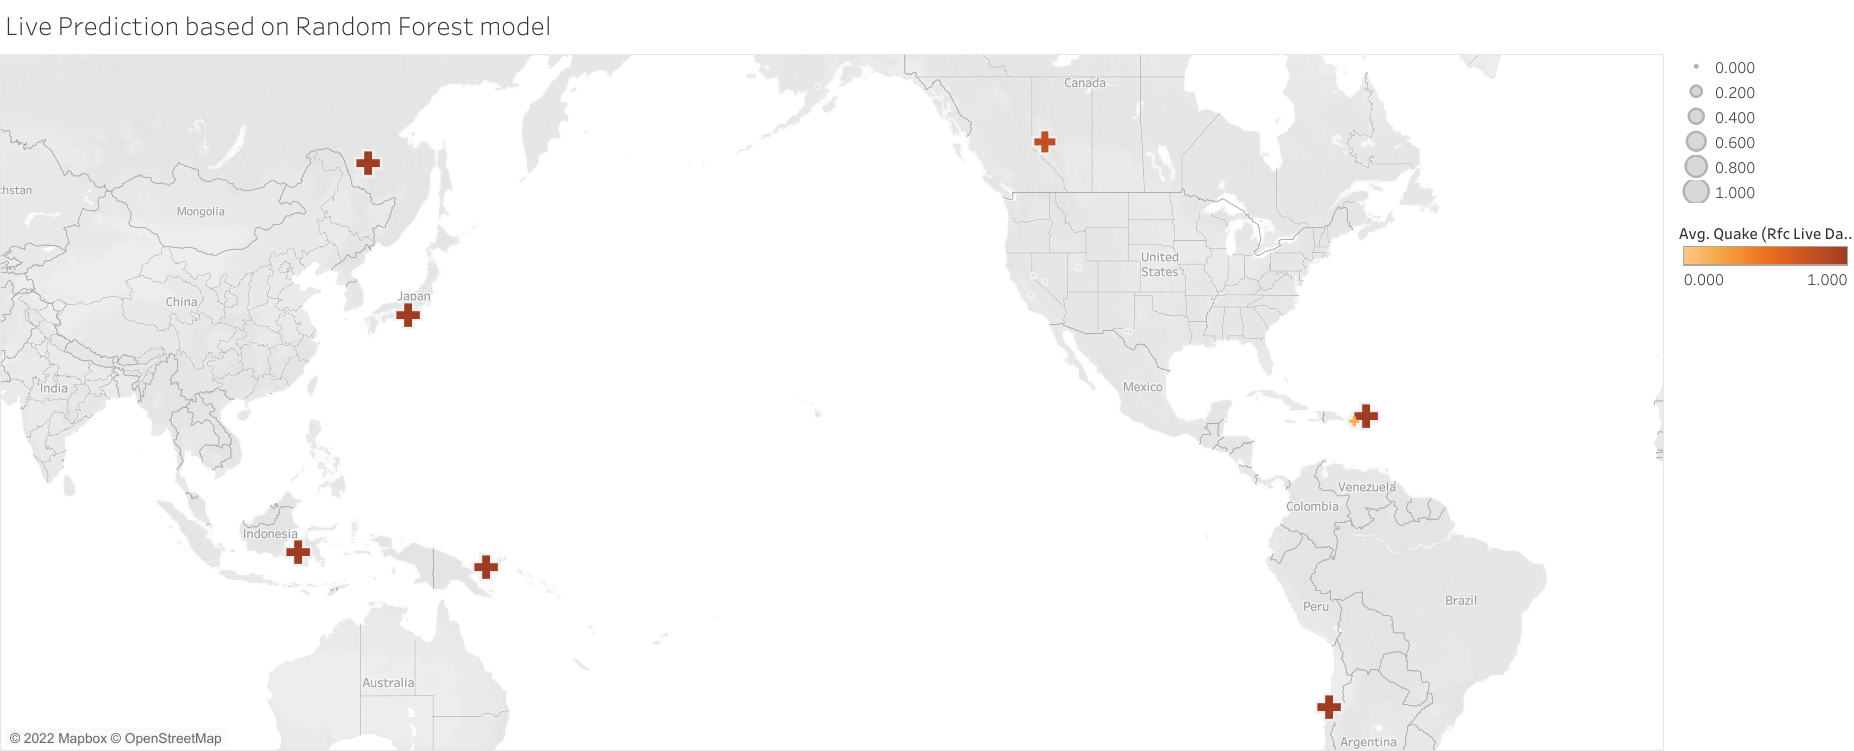 Live Prediction based on Random Forest model
Canada
hstan
Mongolia
United
States
China
Japan
India
Mexico
Venezuela
Colombia
Indonesia
Peru
Brazil
Australia
Argentina
© 2022 Mapbox © OpenStreetMap
0.000
0.200
0.400
0.600
0.800
1.000
Avg. Quake (Rfc Live Da..
0.000 1.000